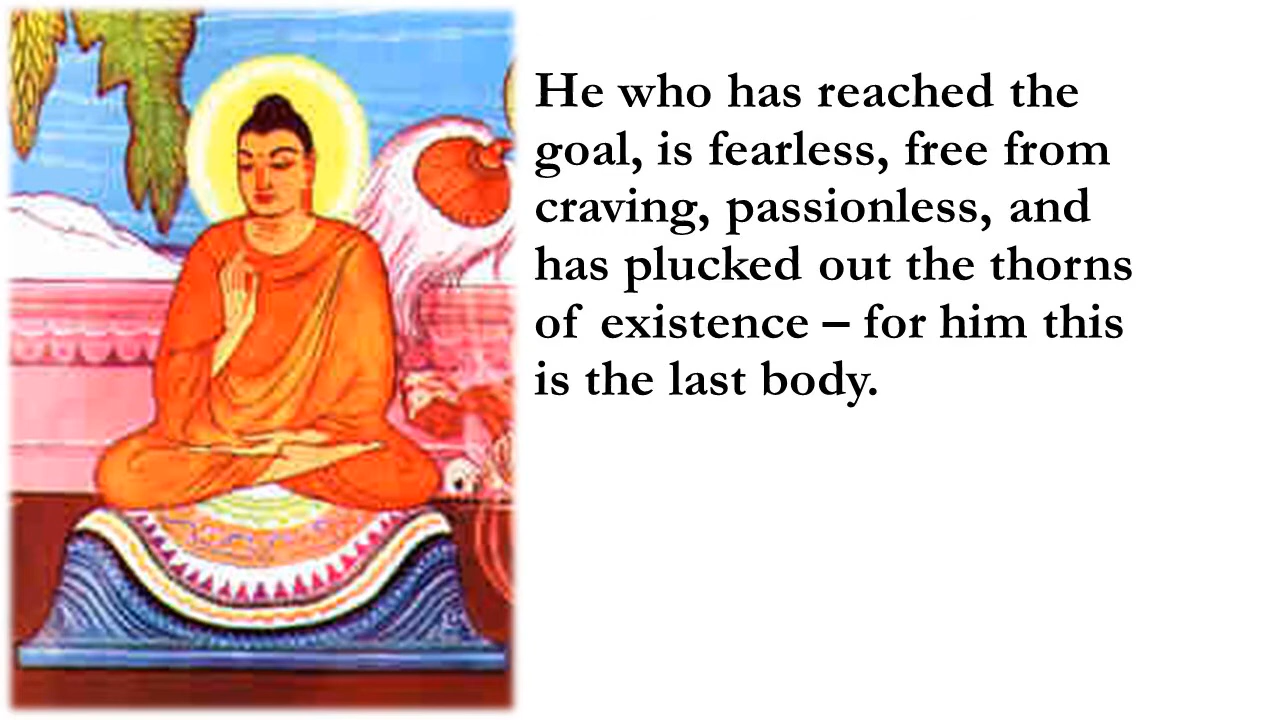 He who has reached the
goal, is fearless, free from
craving, passionless, and
has plucked out the thorns
of existence – for him this
is the last body.